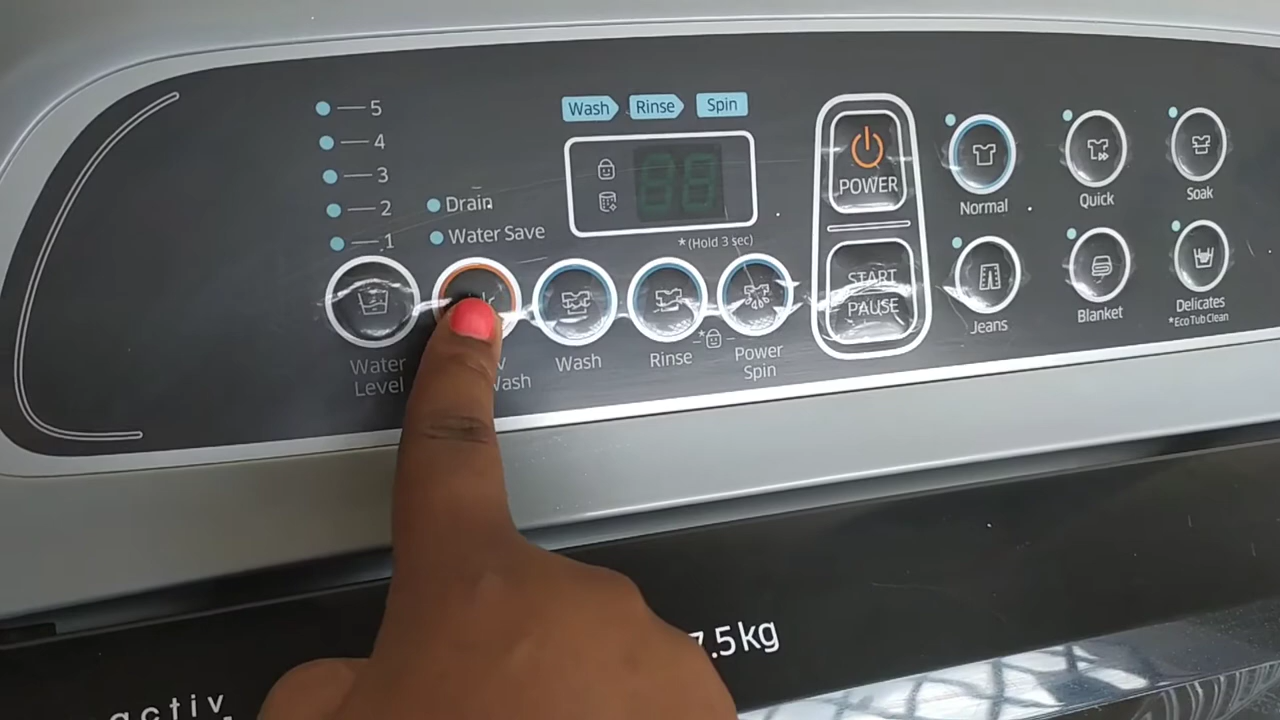 5
4
3
2
1
Drain
Water Save
Water
Level
Wash
Wash
Rinse
Spin
*(Hold 3 sec)
Wash
Rinse
*
Power
Spin
POWER
START
PAUSE
Normal
Quick
Soak
Jeans
Blanket
Delicates
*Eco Tub Clean
7.5kg
activ